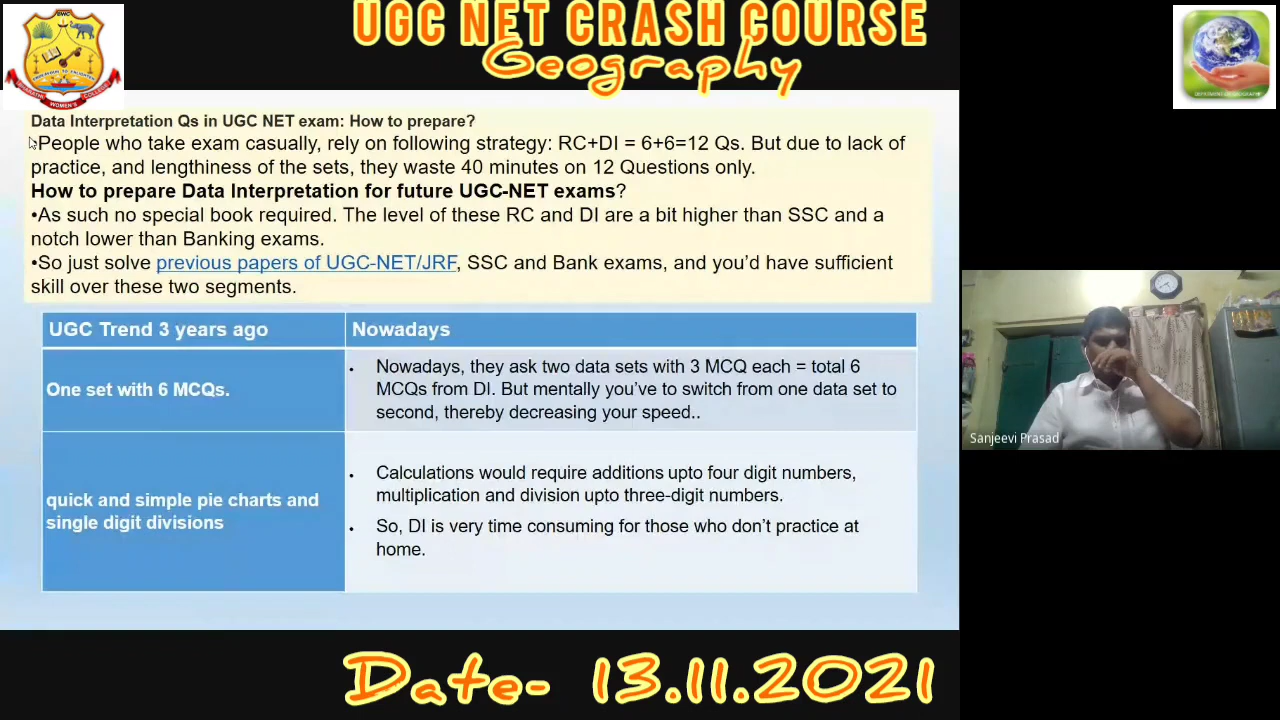 UGC NET CRASH COURSE
Geography
BWC
WOMEN'S
Data Interpretation Qs in UGC NET exam: How to prepare?
•People who take exam casually, rely on following strategy: RC+DI = 6+6=12 Qs. But due to lack of
practice, and lengthiness of the sets, they waste 40 minutes on 12 Questions only.
How to prepare Data Interpretation for future UGC-NET exams?
•As such no special book required. The level of these RC and DI are a bit higher than SSC and a
notch lower than Banking exams.
•So just solve previous papers of UGC-NET/JRF, SSC and Bank exams, and you’d have sufficient
skill over these two segments.
UGC Trend 3 years ago
Nowadays
One set with 6 MCQs.
• Nowadays, they ask two data sets with 3 MCQ each = total 6
MCQs from DI. But mentally you’ve to switch from one data set to
second, thereby decreasing your speed..
quick and simple pie charts and
single digit divisions
• Calculations would require additions upto four digit numbers,
multiplication and division upto three-digit numbers.
• So, DI is very time consuming for those who don’t practice at
home.
Sanjeevi Prasad
Date- 13.11.2021